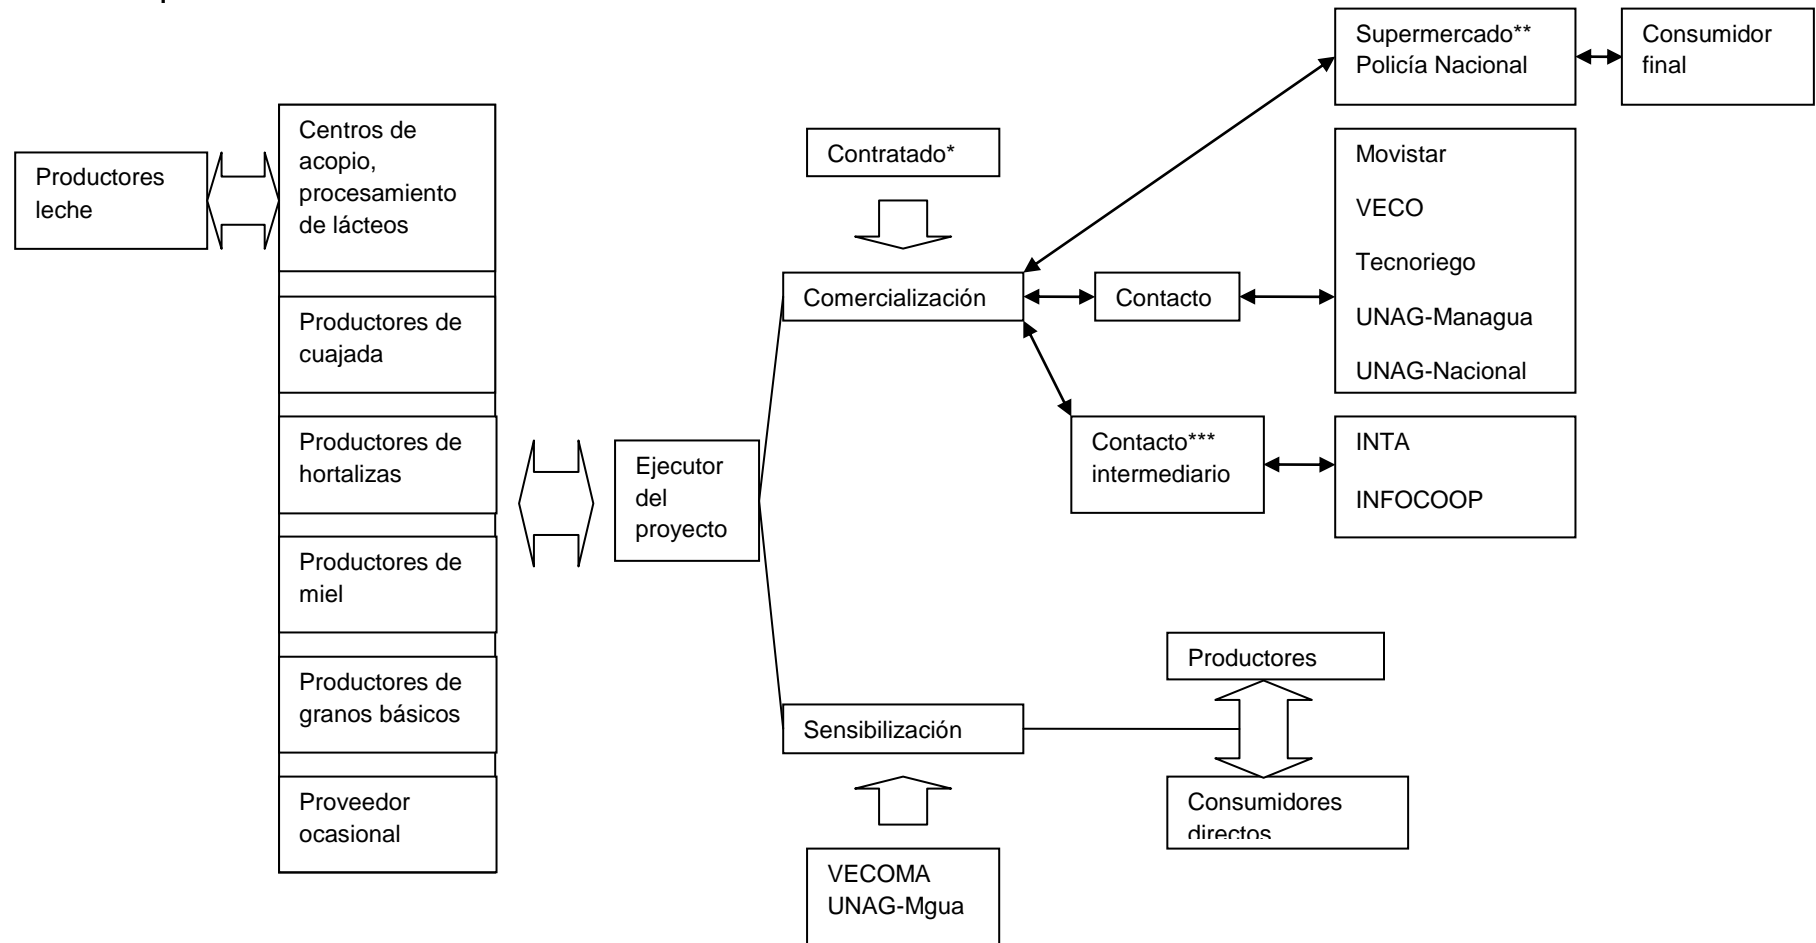 Productores
leche
Centros de
acopio,
procesamiento
de lácteos
Productores de
cuajada
Productores de
hortalizas
Productores de
miel
Productores de
granos básicos
Proveedor
ocasional
Ejecutor
del
proyecto
Contratado*
Comercialización
Contacto
Contacto***
intermediario
Supermercado**
Policía Nacional
Consumidor
final
Movistar
VECO
Tecnoriego
UNAG-Managua
UNAG-Nacional
INTA
INFOCOOP
Sensibilización
Productores
Consumidores
directos
VECOMA
UNAG-Mgua